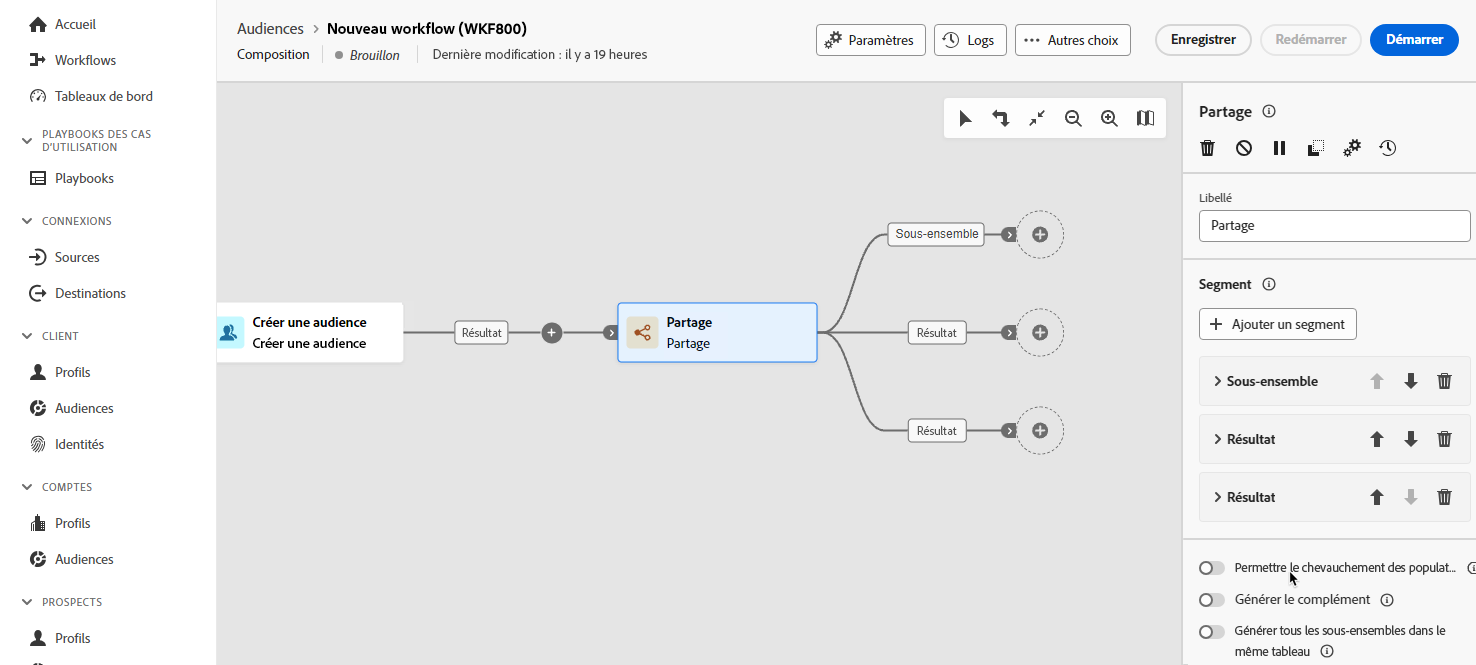 Accueil
Workflows
Tableaux de bord
PLAYBOOKS DES CAS
D'UTILISATION
Playbooks
CONNEXIONS
Sources
Destinations
CLIENT
Profils
Audiences
Identités
COMPTES
Profils
Audiences
PROSPECTS
Profils
Audiences > Nouveau workflow (WKF800)
Composition Brouillon Dernière modification : il y a 19 heures
Paramètres Logs Autres choix Enregistrer Redémarrer Démarrer
Créer une audience
Créer une audience
Résultat
Partage
Partage
Sous-ensemble
Résultat
Résultat
Partage
Libellé
Partage
Segment
Ajouter un segment
Sous-ensemble
Résultat
Résultat
Permettre le chevauchement des populat...
Générer le complément
Générer tous les sous-ensembles dans le
même tableau